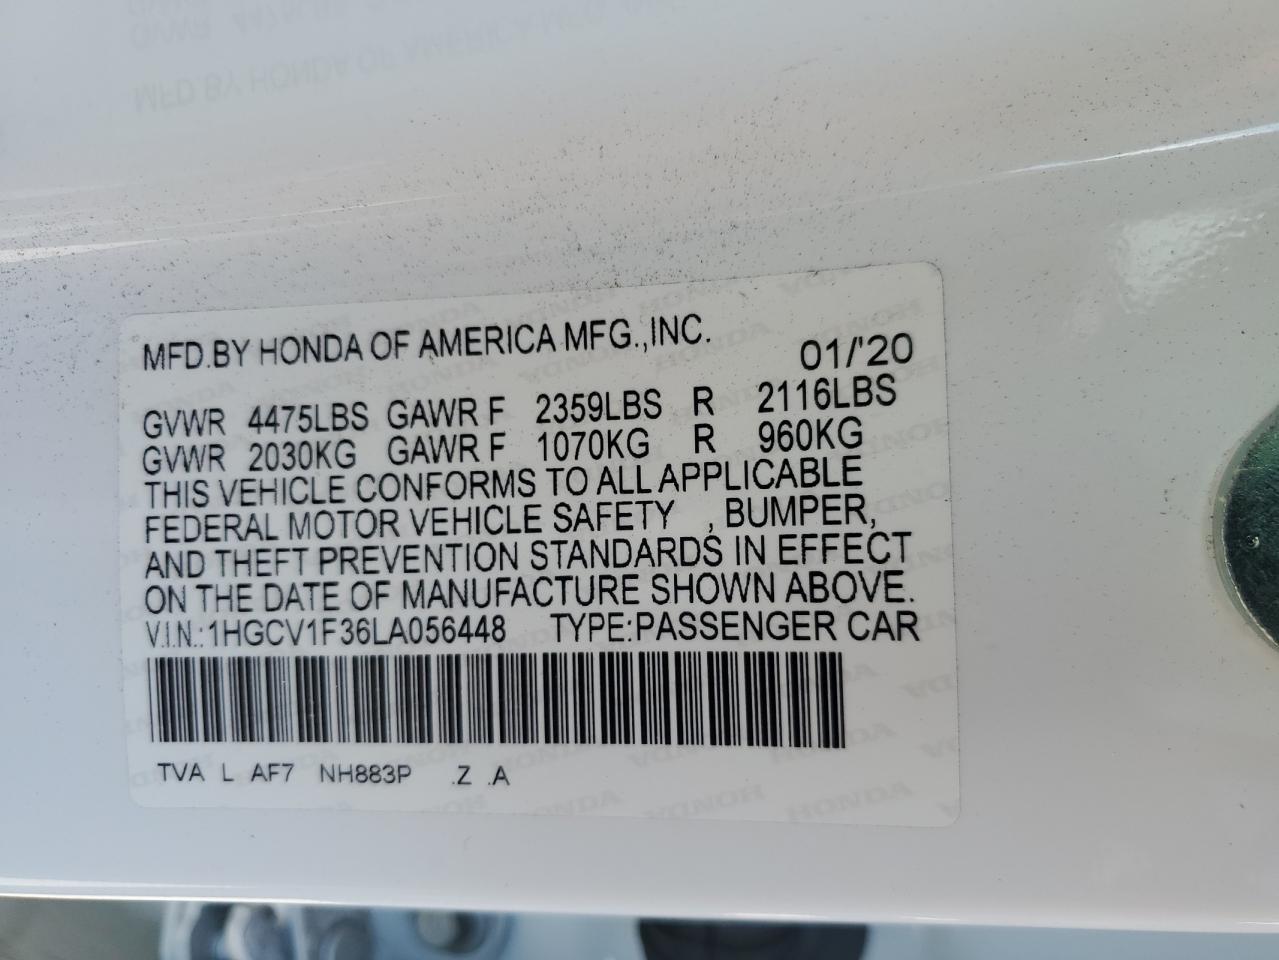 MFD.BY HONDA OF AMERICA MFG.,INC. 01/'20
GVWR 4475LBS GAWR F 2359LBS R 2116LBS
GVWR 2030KG GAWR F 1070KG R 960KG
THIS VEHICLE CONFORMS TO ALL APPLICABLE
FEDERAL MOTOR VEHICLE SAFETY , BUMPER,
AND THEFT PREVENTION STANDARDS IN EFFECT
ON THE DATE OF MANUFACTURE SHOWN ABOVE.
V.I.N.:1HGCV1F36LA056448 TYPE:PASSENGER CAR
TVA L AF7 NH883P .Z .A